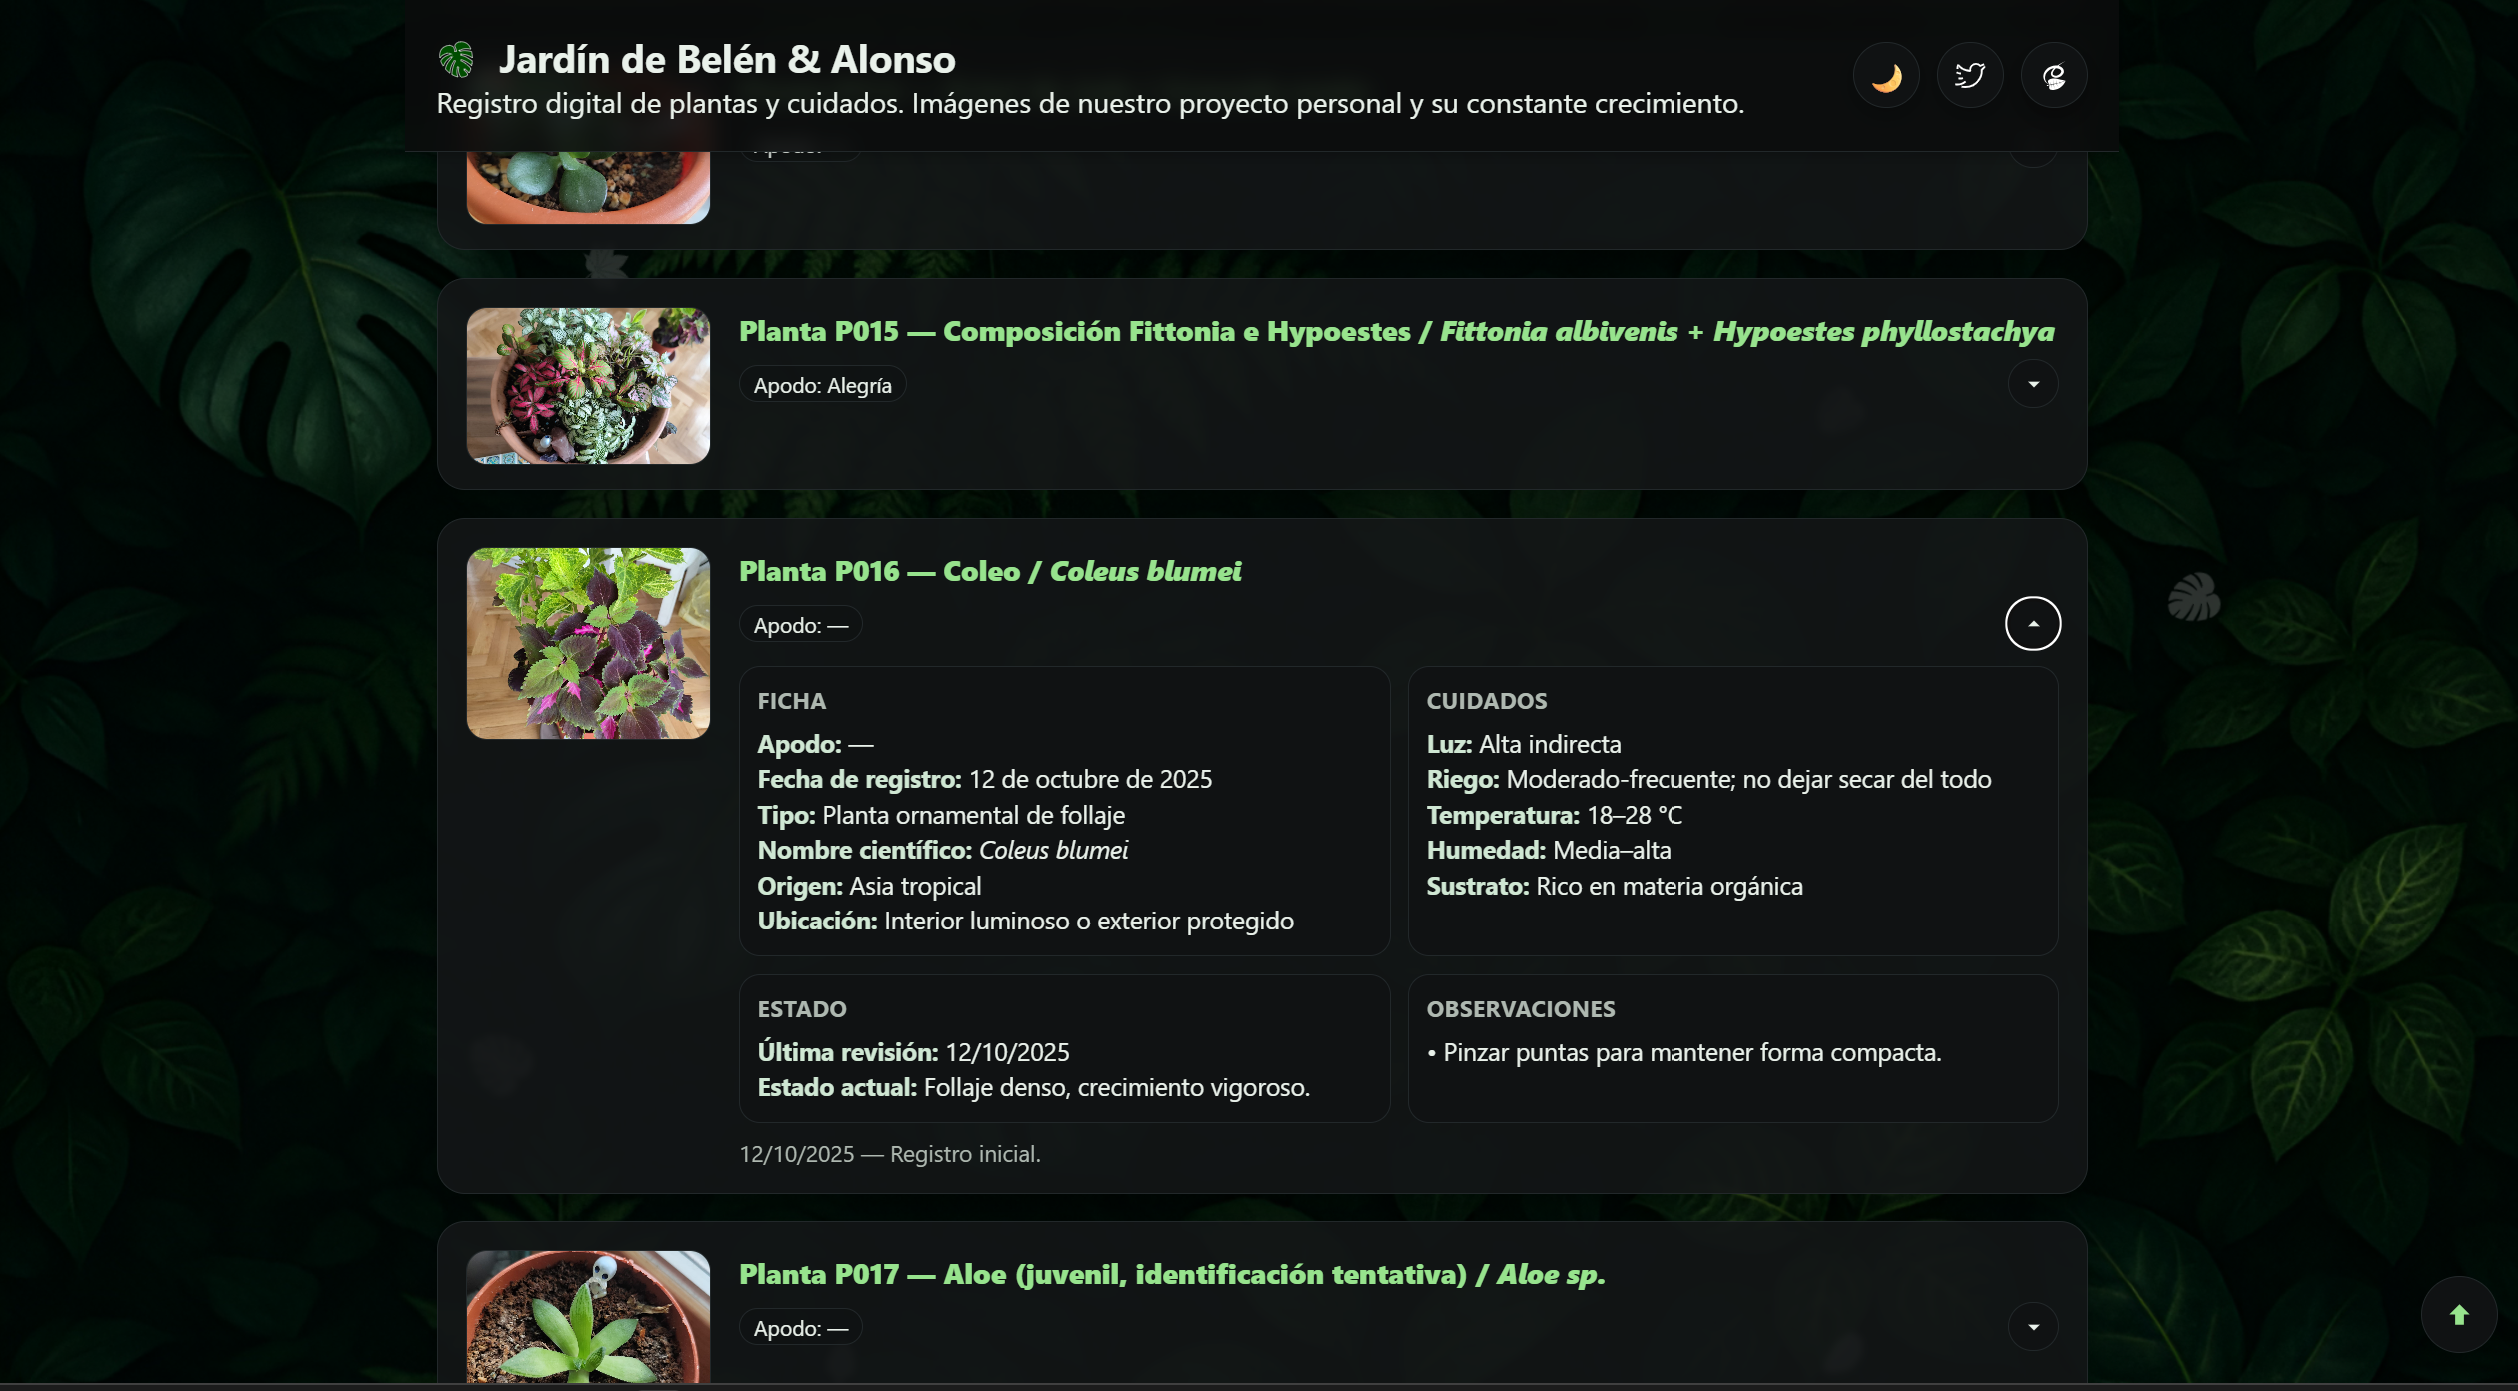 Jardín de Belén & Alonso
Registro digital de plantas y cuidados. Imágenes de nuestro proyecto personal y su constante crecimiento.
Planta P015 — Composición Fittonia e Hypoestes / Fittonia albivenis + Hypoestes phyllostachya
Apodo: Alegría
Planta P016 — Coleo / Coleus blumei
Apodo: —
FICHA
Apodo: —
Fecha de registro: 12 de octubre de 2025
Tipo: Planta ornamental de follaje
Nombre científico: Coleus blumei
Origen: Asia tropical
Ubicación: Interior luminoso o exterior protegido
CUIDADOS
Luz: Alta indirecta
Riego: Moderado-frecuente; no dejar secar del todo
Temperatura: 18–28 °C
Humedad: Media–alta
Sustrato: Rico en materia orgánica
ESTADO
Última revisión: 12/10/2025
Estado actual: Follaje denso, crecimiento vigoroso.
OBSERVACIONES
• Pinzar puntas para mantener forma compacta.
12/10/2025 — Registro inicial.
Planta P017 — Aloe (juvenil, identificación tentativa) / Aloe sp.
Apodo: —